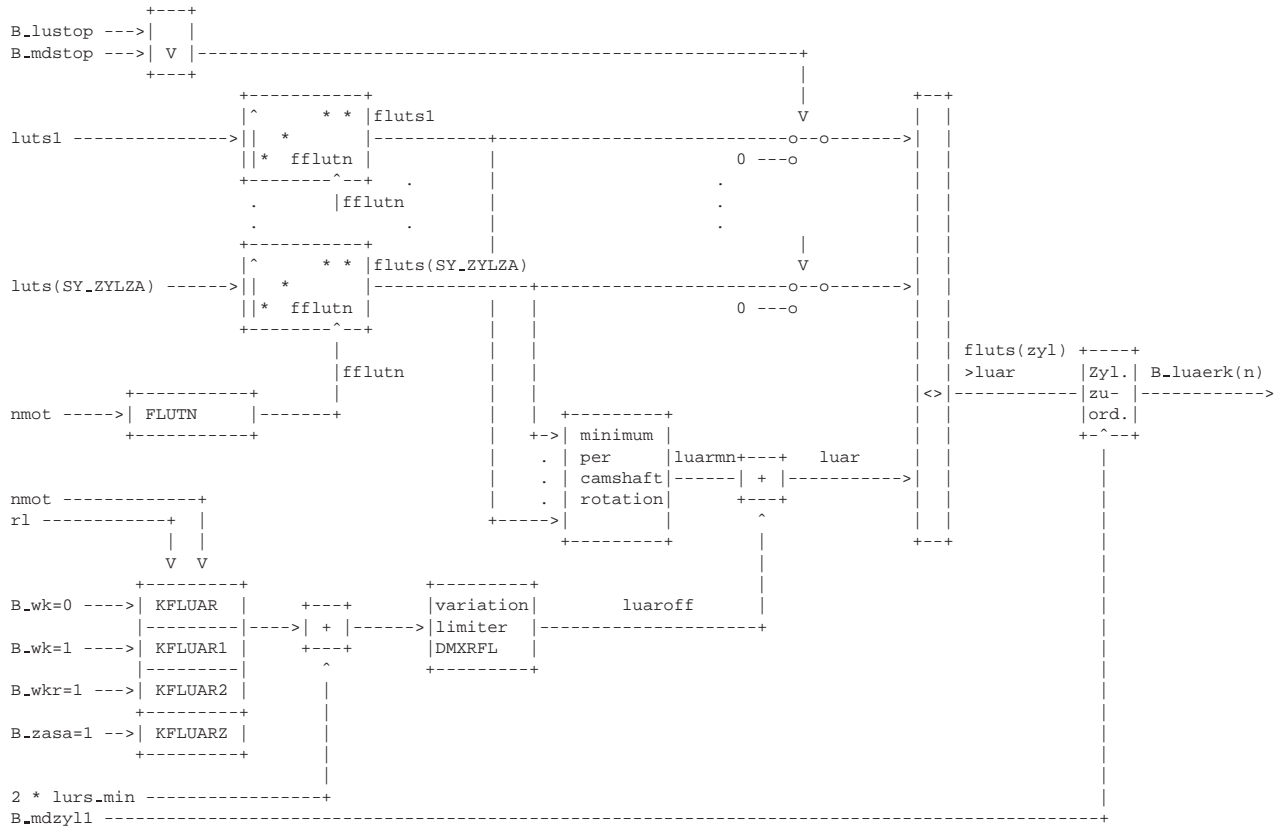 B_lustop --->
B_mdstop --->| V |
luts1 fflutn fluts1
0 ---o
fflutn
luts(SY_ZYLZA) fflutn fluts(SY_ZYLZA)
0 ---o
fflutn
nmot FLUTN
minimum
per
camshaft
rotation
luarmn + luar
<>
fluts(zyl)
>luar
Zyl.
zu-
ord.
B_luaerk(n)
nmot
rl
V V
B_wk=0 KFLUAR
B_wk=1 KFLUAR1
B_wkr=1 KFLUAR2
B_zasa=1 KFLUARZ
+
variation
limiter
DMXRFL
luaroff
2 * lurs_min
B_mdzyl1